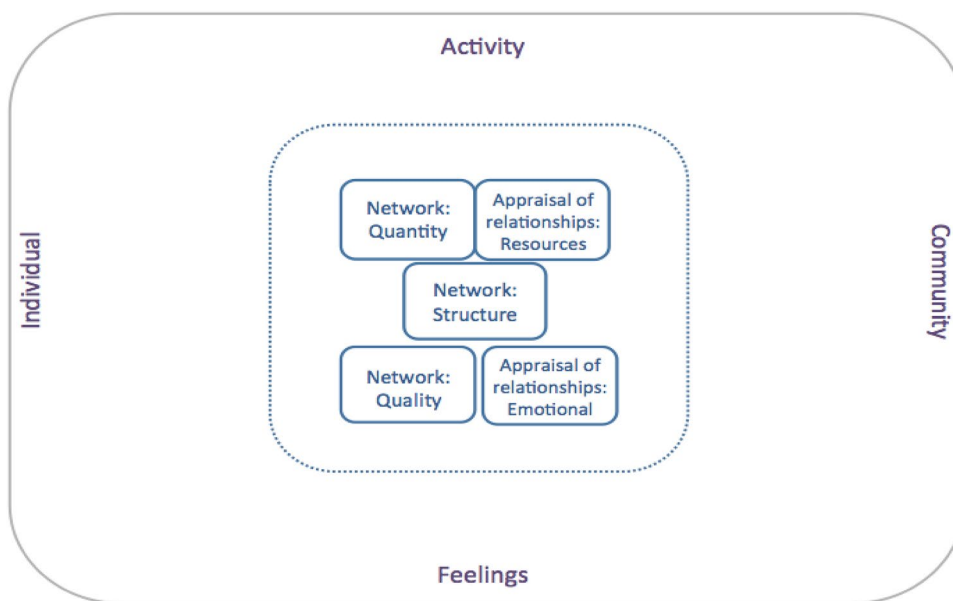 Activity
Individual
Network:
Quantity
Appraisal of
relationships:
Resources
Network:
Structure
Network:
Quality
Appraisal of
relationships:
Emotional
Community
Feelings